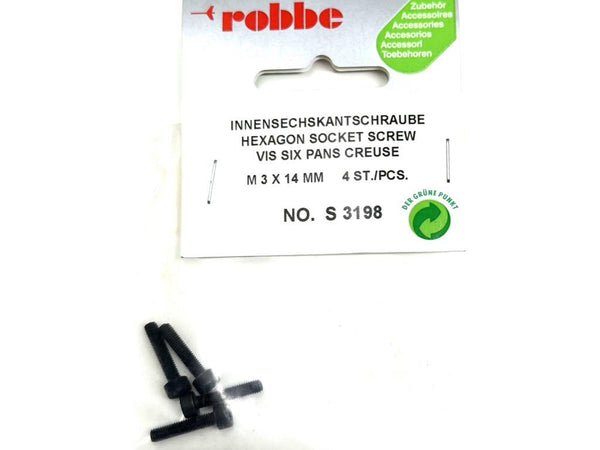 robbe
Zubehör
Accessoires
Accessories
Accesorios
Accessori
Toebehoren
INNENSECHSKANTSCHRAUBE
HEXAGON SOCKET SCREW
VIS SIX PANS CREUSE
M 3 X 14 MM 4 ST./PCS.
NO. S 3198
DER GRÜNE PUNKT